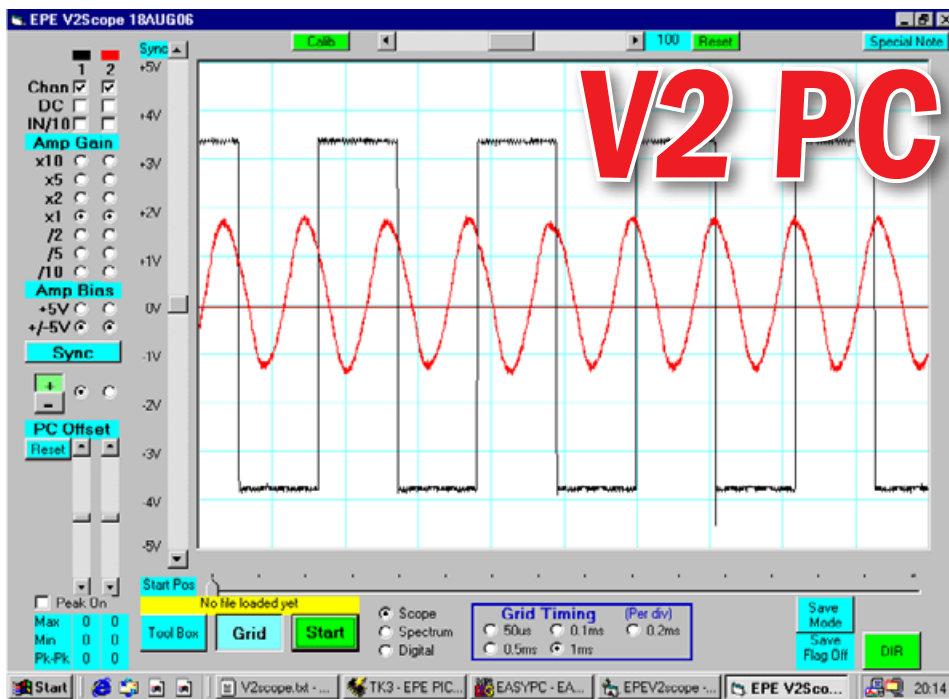 EPE V2Scope 18AUG06
V2 PC
Calib 100 Reset Special Note
Sync
1 2
Chan
DC
IN/10
Amp Gain
x10
x5
x2
x1
/2
/5
/10
Amp Bias
+5V
+/-5V
Sync
+
-
PC Offset
Reset
+5V
+4V
+3V
+2V
+1V
0V
-1V
-2V
-3V
-4V
-5V
Start Pos
Peak On
Max 0 0
Min 0 0
Pk-Pk 0 0
No file loaded yet
Tool Box
Grid
Start
Scope
Spectrum
Digital
Grid Timing (Per div)
50us 0.1ms 0.2ms
0.5ms 1ms
Save
Mode
Save
Flag Off
DIR
Start
V2scope.txt - ...
TK3 - EPE PIC...
EASYPC - EA...
EPEV2scope -...
EPE V2Sco...